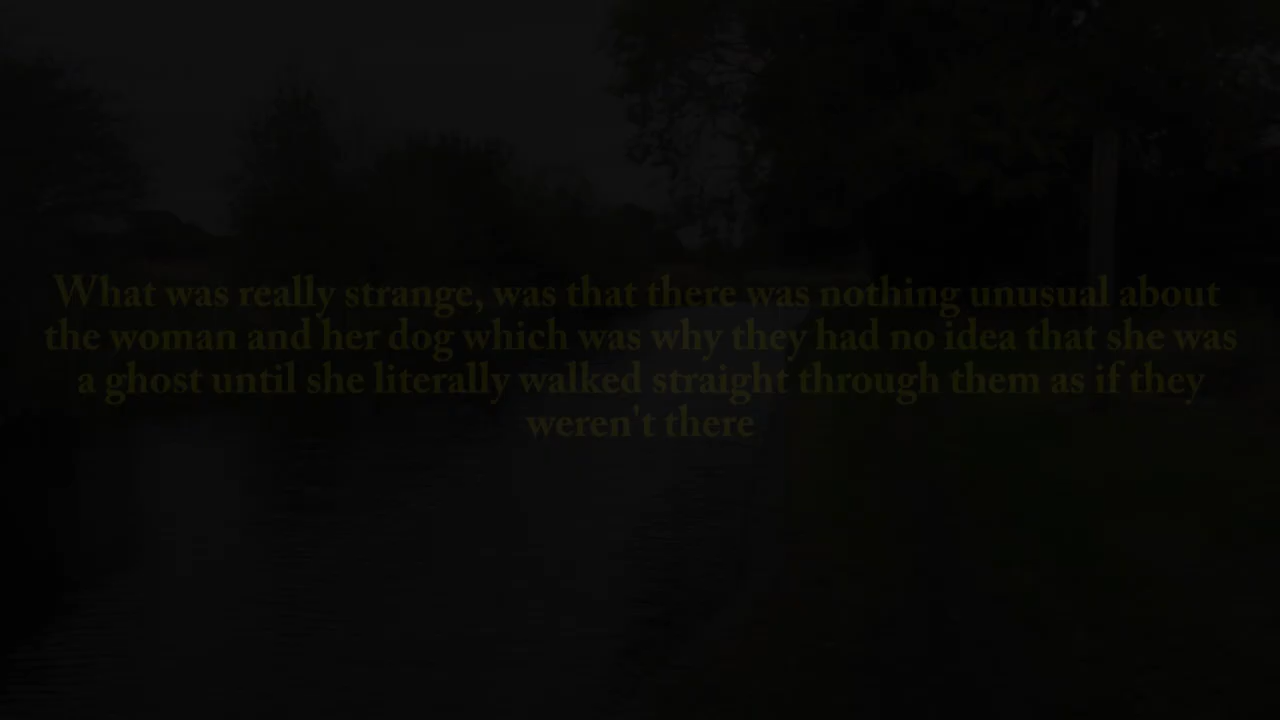 What was really strange, was that there was nothing unusual about
the woman and her dog which was why they had no idea that she was
a ghost until she literally walked straight through them as if they
weren't there